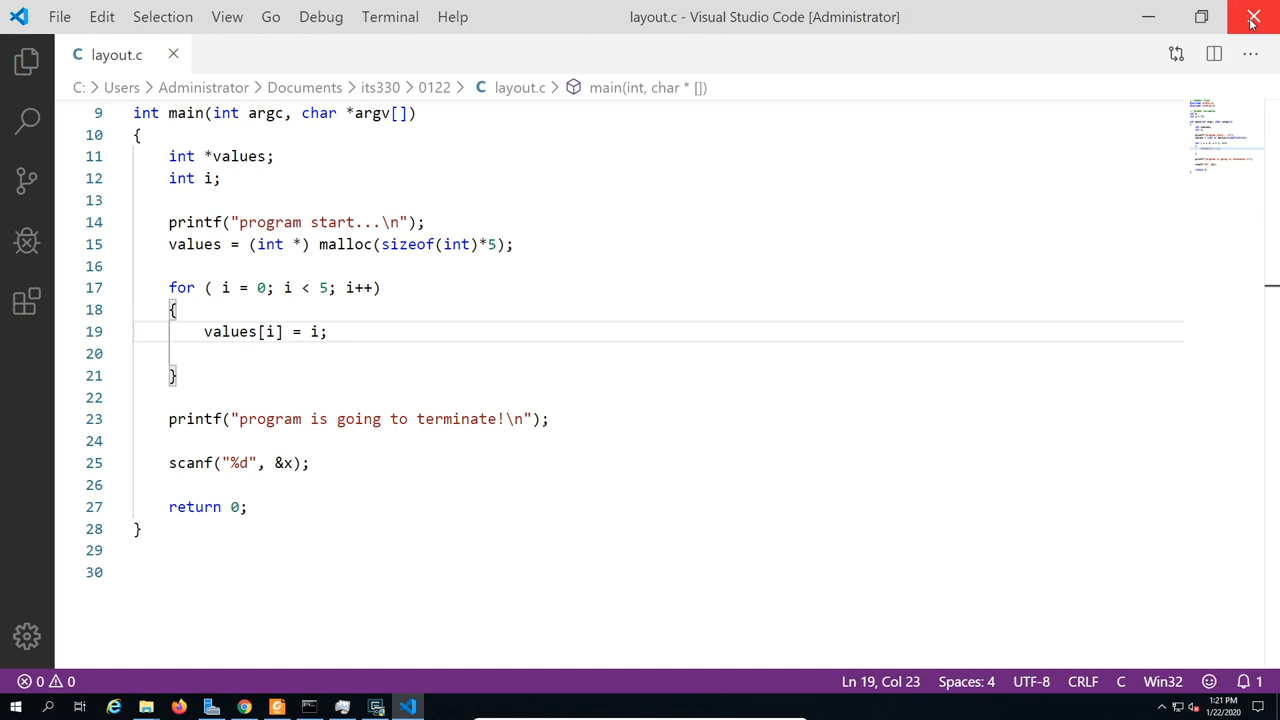 File Edit Selection View Go Debug Terminal Help layout.c - Visual Studio Code [Administrator]
C layout.c
C: > Users > Administrator > Documents > its330 > 0122 > C layout.c > main(int, char * [])
9 int main(int argc, char *argv[])
10 {
11 int *values;
12 int i;
13
14 printf("program start...\n");
15 values = (int *) malloc(sizeof(int)*5);
16
17 for ( i = 0; i < 5; i++)
18 {
19 values[i] = i;
20
21 }
22
23 printf("program is going to terminate!\n");
24
25 scanf("%d", &x);
26
27 return 0;
28 }
29
30
0 0 Ln 19, Col 23 Spaces: 4 UTF-8 CRLF C Win32 1
1:21 PM
1/22/2020